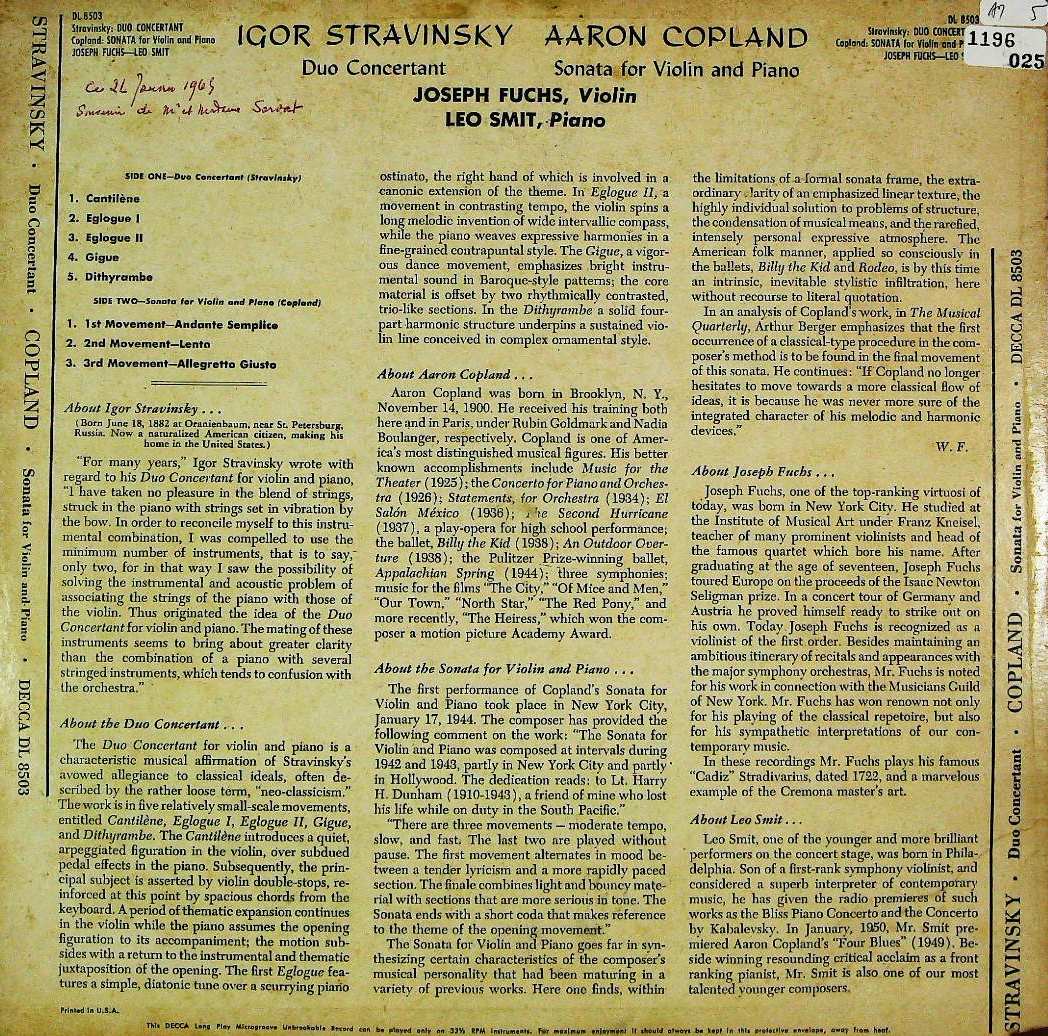 DL 8503
Stravinsky: DUO CONCERTANT
Copland: SONATA for Violin and Piano
JOSEPH FUCHS—LEO SMIT
IGOR STRAVINSKY AARON COPLAND
Duo Concertant Sonata for Violin and Piano
JOSEPH FUCHS, Violin
LEO SMIT, Piano
DL 8503
Stravinsky: DUO CONCERT
Copland: SONATA for Violin and P
JOSEPH FUCHS—LEO
A7 5
1196
025
Ce 26 Janvier 1965
Souvenir de Mr et Madame
STRAVINSKY • Duo Concertant • COPLAND • Sonata for Violin and Piano • DECCA DL 8503
SIDE ONE—Duo Concertant (Stravinsky)
1. Cantilène
2. Eglogue I
3. Eglogue II
4. Gigue
5. Dithyrambe
SIDE TWO—Sonata for Violin and Piano (Copland)
1. 1st Movement—Andante Semplice
2. 2nd Movement—Lento
3. 3rd Movement—Allegretto Giusto
About Igor Stravinsky . . .
(Born June 18, 1882 at Oranienbaum, near St. Petersburg,
Russia. Now a naturalized American citizen, making his
home in the United States.)
"For many years," Igor Stravinsky wrote with
regard to his Duo Concertant for violin and piano,
"I have taken no pleasure in the blend of strings,
struck in the piano with strings set in vibration by
the bow. In order to reconcile myself to this instru-
mental combination, I was compelled to use the
minimum number of instruments, that is to say,
only two, for in that way I saw the possibility of
solving the instrumental and acoustic problem of
associating the strings of the piano with those of
the violin. Thus originated the idea of the Duo
Concertant for violin and piano. The mating of these
instruments seems to bring about greater clarity
than the combination of a piano with several
stringed instruments, which tends to confusion with
the orchestra."
About the Duo Concertant . . .
The Duo Concertant for violin and piano is a
characteristic musical affirmation of Stravinsky's
avowed allegiance to classical ideals, often de-
scribed by the rather loose term, "neo-classicism."
The work is in five relatively small-scale movements,
entitled Cantilène, Eglogue I, Eglogue II, Gigue,
and Dithyrambe. The Cantilène introduces a quiet,
arpeggiated figuration in the violin, over subdued
pedal effects in the piano. Subsequently, the prin-
cipal subject is asserted by violin double-stops, re-
inforced at this point by spacious chords from the
keyboard. A period of thematic expansion continues
in the violin while the piano assumes the opening
figuration to its accompaniment; the motion sub-
sides with a return to the instrumental and thematic
juxtaposition of the opening. The first Eglogue fea-
tures a simple, diatonic tune over a scurrying piano
ostinato, the right hand of which is involved in a
canonic extension of the theme. In Eglogue II, a
movement in contrasting tempo, the violin spins a
long melodic invention of wide intervallic compass,
while the piano weaves expressive harmonies in a
fine-grained contrapuntal style. The Gigue, a vigor-
ous dance movement, emphasizes bright instru-
mental sound in Baroque-style patterns; the core
material is offset by two rhythmically contrasted,
trio-like sections. In the Dithyrambe a solid four-
part harmonic structure underpins a sustained vio-
lin line conceived in complex ornamental style.
About Aaron Copland . . .
Aaron Copland was born in Brooklyn, N. Y.,
November 14, 1900. He received his training both
here and in Paris, under Rubin Goldmark and Nadia
Boulanger, respectively. Copland is one of Amer-
ica's most distinguished musical figures. His better
known accomplishments include Music for the
Theater (1925); the Concerto for Piano and Orches-
tra (1926); Statements, for Orchestra (1934); El
Salón México (1936); The Second Hurricane
(1937), a play-opera for high school performance;
the ballet, Billy the Kid (1938); An Outdoor Over-
ture (1938); the Pulitzer Prize-winning ballet,
Appalachian Spring (1944); three symphonies;
music for the films "The City," "Of Mice and Men,"
"Our Town," "North Star," "The Red Pony," and
more recently, "The Heiress," which won the com-
poser a motion picture Academy Award.
About the Sonata for Violin and Piano . . .
The first performance of Copland's Sonata for
Violin and Piano took place in New York City,
January 17, 1944. The composer has provided the
following comment on the work: "The Sonata for
Violin and Piano was composed at intervals during
1942 and 1943, partly in New York City and partly
in Hollywood. The dedication reads: to Lt. Harry
H. Dunham (1910-1943), a friend of mine who lost
his life while on duty in the South Pacific."
"There are three movements — moderate tempo,
slow, and fast. The last two are played without
pause. The first movement alternates in mood be-
tween a tender lyricism and a more rapidly paced
section. The finale combines light and bouncy mate-
rial with sections that are more serious in tone. The
Sonata ends with a short coda that makes reference
to the theme of the opening movement."
The Sonata for Violin and Piano goes far in syn-
thesizing certain characteristics of the composer's
musical personality that had been maturing in a
variety of previous works. Here one finds, within
the limitations of a formal sonata frame, the extra-
ordinary clarity of an emphasized linear texture, the
highly individual solution to problems of structure,
the condensation of musical means, and the rarefied,
intensely personal expressive atmosphere. The
American folk manner, applied so consciously in
the ballets, Billy the Kid and Rodeo, is by this time
an intrinsic, inevitable stylistic infiltration, here
without recourse to literal quotation.
In an analysis of Copland's work, in The Musical
Quarterly, Arthur Berger emphasizes that the first
occurrence of a classical-type procedure in the com-
poser's method is to be found in the final movement
of this sonata. He continues: "If Copland no longer
hesitates to move towards a more classical flow of
ideas, it is because he was never more sure of the
integrated character of his melodic and harmonic
devices."
W. F.
About Joseph Fuchs . . .
Joseph Fuchs, one of the top-ranking virtuosi of
today, was born in New York City. He studied at
the Institute of Musical Art under Franz Kneisel,
teacher of many prominent violinists and head of
the famous quartet which bore his name. After
graduating at the age of seventeen, Joseph Fuchs
toured Europe on the proceeds of the Isaac Newton
Seligman prize. In a concert tour of Germany and
Austria he proved himself ready to strike out on
his own. Today Joseph Fuchs is recognized as a
violinist of the first order. Besides maintaining an
ambitious itinerary of recitals and appearances with
the major symphony orchestras, Mr. Fuchs is noted
for his work in connection with the Musicians Guild
of New York. Mr. Fuchs has won renown not only
for his playing of the classical repetoire, but also
for his sympathetic interpretations of our con-
temporary music.
In these recordings Mr. Fuchs plays his famous
"Cadiz" Stradivarius, dated 1722, and a marvelous
example of the Cremona master's art.
About Leo Smit . . .
Leo Smit, one of the younger and more brilliant
performers on the concert stage, was born in Phila-
delphia. Son of a first-rank symphony violinist, and
considered a superb interpreter of contemporary
music, he has given the radio premieres of such
works as the Bliss Piano Concerto and the Concerto
by Kabalevsky. In January, 1950, Mr. Smit pre-
miered Aaron Copland's "Four Blues" (1949). Be-
side winning resounding critical acclaim as a front
ranking pianist, Mr. Smit is also one of our most
talented younger composers.
STRAVINSKY • Duo Concertant • COPLAND • Sonata for Violin and Piano • DECCA DL 8503
Printed in U.S.A.
This DECCA Long Play Microgroove Unbreakable Record can be played only on 33⅓ RPM Instruments. For maximum enjoyment it should always be kept in this protective envelope, away from heat.